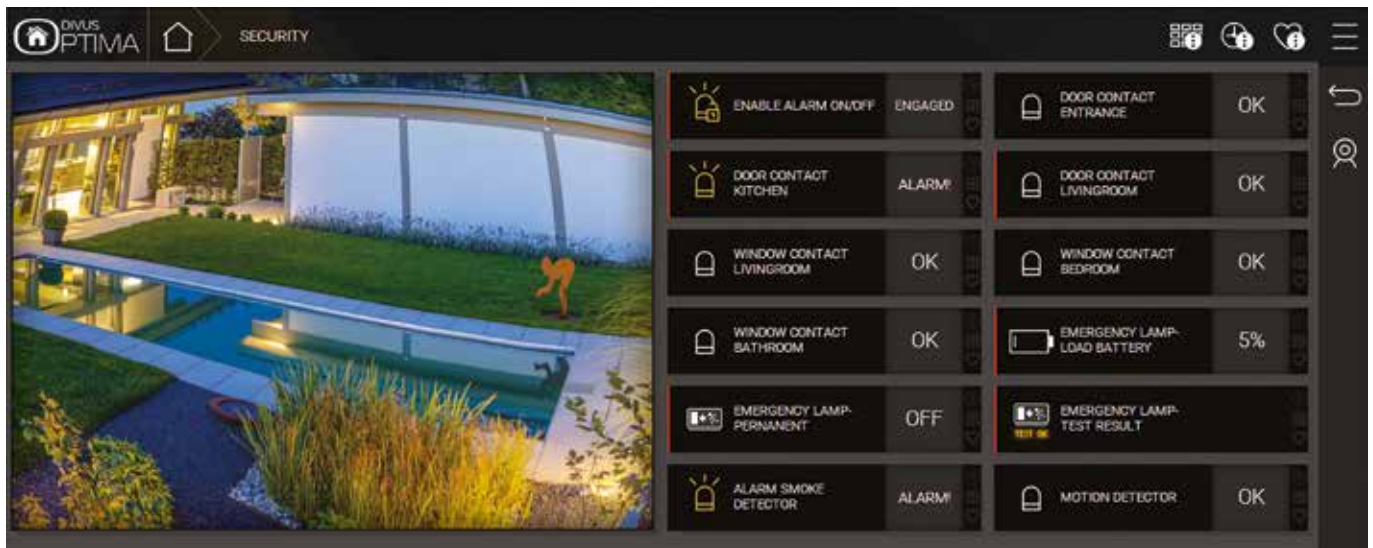 DIVUS
OPTIMA
SECURITY
ENABLE ALARM ON/OFF
ENGAGED
DOOR CONTACT
ENTRANCE
OK
DOOR CONTACT
KITCHEN
ALARM!
DOOR CONTACT
LIVINGROOM
OK
WINDOW CONTACT
LIVINGROOM
OK
WINDOW CONTACT
BEDROOM
OK
WINDOW CONTACT
BATHROOM
OK
EMERGENCY LAMP-
LOAD BATTERY
5%
EMERGENCY LAMP-
PERNANENT
OFF
TEST OK
EMERGENCY LAMP-
TEST RESULT
ALARM SMOKE
DETECTOR
ALARM!
MOTION DETECTOR
OK